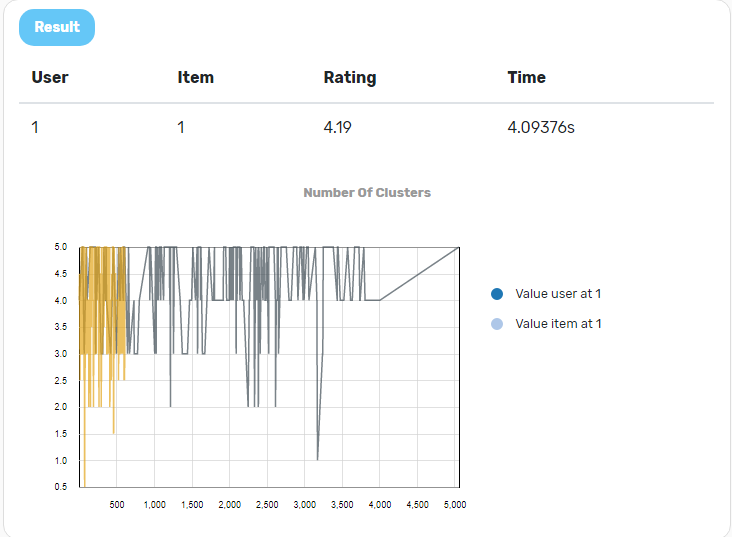 Result
User Item Rating Time
1 1 4.19 4.09376s
Number Of Clusters
5.0
4.5
4.0
3.5
3.0
2.5
2.0
1.5
1.0
0.5
500 1,000 1,500 2,000 2,500 3,000 3,500 4,000 4,500 5,000
Value user at 1
Value item at 1